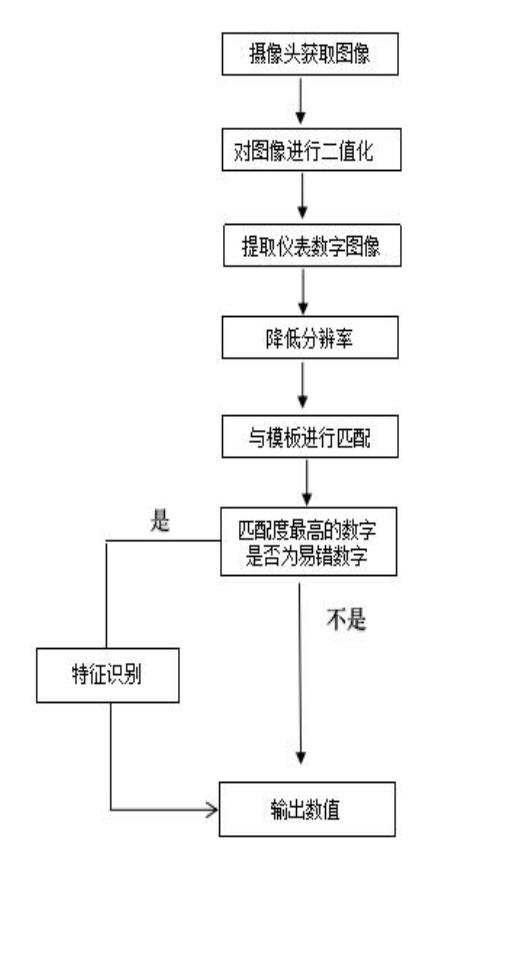 摄像头获取图像
对图像进行二值化
提取仪表数字图像
降低分辨率
与模板进行匹配
匹配度最高的数字
是否为易错数字
是
不是
特征识别
输出数值